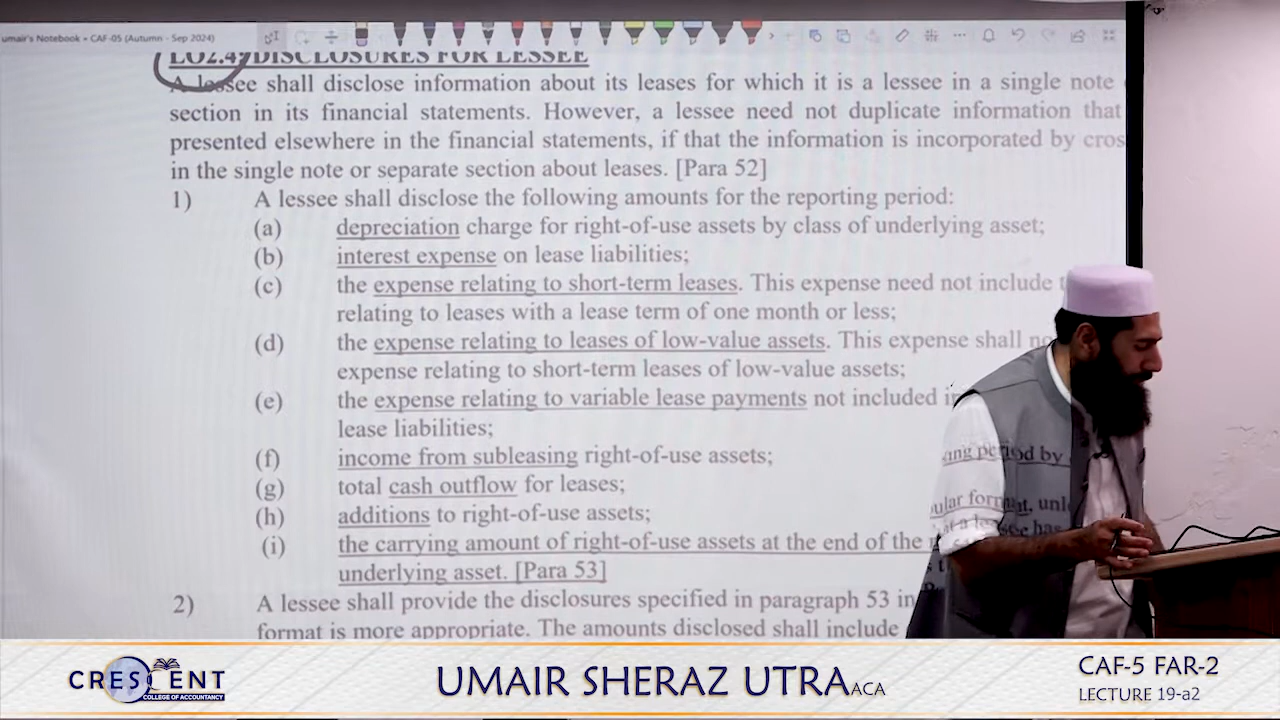 umair's Notebook • CAF-05 (Autumn - Sep 2024)
LO2.4: DISCLOSURES FOR LESSEE
A lessee shall disclose information about its leases for which it is a lessee in a single note
section in its financial statements. However, a lessee need not duplicate information that
presented elsewhere in the financial statements, if that the information is incorporated by cros
in the single note or separate section about leases. [Para 52]
1) A lessee shall disclose the following amounts for the reporting period:
(a) depreciation charge for right-of-use assets by class of underlying asset;
(b) interest expense on lease liabilities;
(c) the expense relating to short-term leases. This expense need not include
relating to leases with a lease term of one month or less;
(d) the expense relating to leases of low-value assets. This expense shall
expense relating to short-term leases of low-value assets;
(e) the expense relating to variable lease payments not included
lease liabilities;
(f) income from subleasing right-of-use assets;
(g) total cash outflow for leases;
(h) additions to right-of-use assets;
(i) the carrying amount of right-of-use assets at the end of the
underlying asset. [Para 53]
2) A lessee shall provide the disclosures specified in paragraph 53 in
format is more appropriate. The amounts disclosed shall include
CRESCENT
COLLEGE OF ACCOUNTANCY
UMAIR SHERAZ UTRA ACA
CAF-5 FAR-2
LECTURE 19-a2